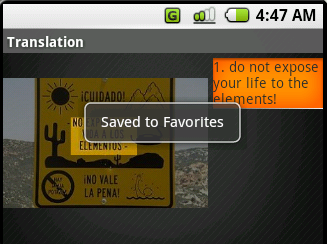 G
4:47 AM
Translation
1. do not expose
your life to the
elements!
¡CUIDADO!
Saved to Favorites
A LOS
ELEMENTOS
¡NO VALE
LA PENA!